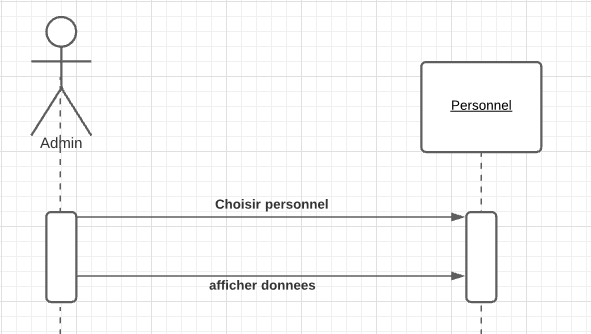 Admin
Personnel
Choisir personnel
afficher donnees